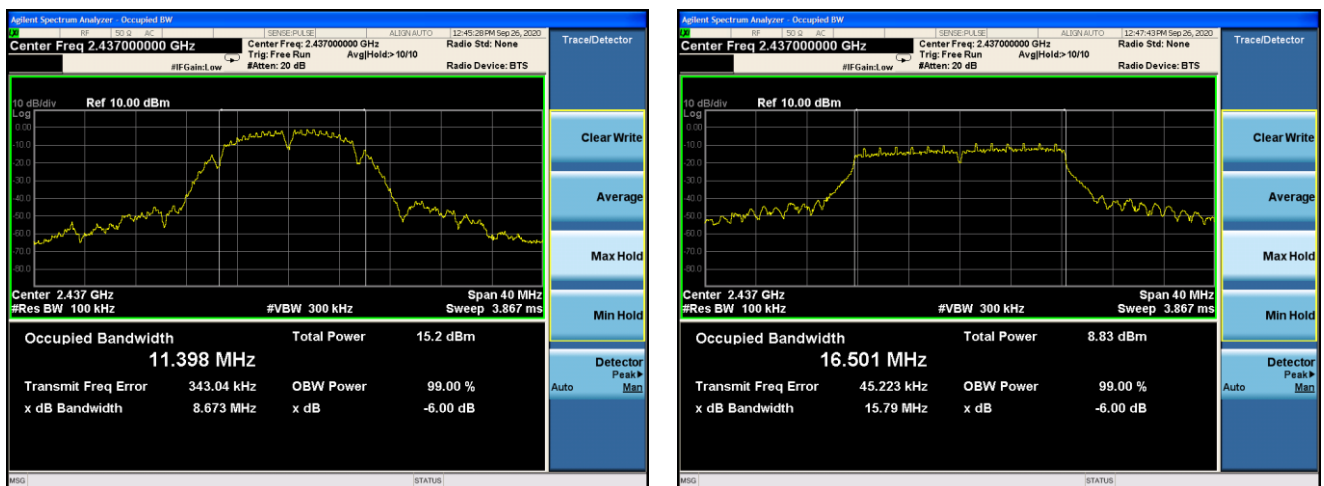 Agilent Spectrum Analyzer - Occupied BW
LXI RF 50 Ω AC SENSE:PULSE ALIGN AUTO 12:45:28 PM Sep 26, 2020
Center Freq 2.437000000 GHz Center Freq: 2.437000000 GHz Radio Std: None
Trig: Free Run Avg|Hold:> 10/10
#IFGain:Low #Atten: 20 dB Radio Device: BTS
10 dB/div Ref 10.00 dBm
Log
0.00
-10.0
-20.0
-30.0
-40.0
-50.0
-60.0
-70.0
-80.0
Center 2.437 GHz Span 40 MHz
#Res BW 100 kHz #VBW 300 kHz Sweep 3.867 ms
Occupied Bandwidth Total Power 15.2 dBm
11.398 MHz
Transmit Freq Error 343.04 kHz OBW Power 99.00 %
x dB Bandwidth 8.673 MHz x dB -6.00 dB
MSG STATUS
Trace/Detector
Clear Write
Average
Max Hold
Min Hold
Detector
Peak▶
Auto Man
Agilent Spectrum Analyzer - Occupied BW
LXI RF 50 Ω AC SENSE:PULSE ALIGN AUTO 12:47:43 PM Sep 26, 2020
Center Freq 2.437000000 GHz Center Freq: 2.437000000 GHz Radio Std: None
Trig: Free Run Avg|Hold:> 10/10
#IFGain:Low #Atten: 20 dB Radio Device: BTS
10 dB/div Ref 10.00 dBm
Log
0.00
-10.0
-20.0
-30.0
-40.0
-50.0
-60.0
-70.0
-80.0
Center 2.437 GHz Span 40 MHz
#Res BW 100 kHz #VBW 300 kHz Sweep 3.867 ms
Occupied Bandwidth Total Power 8.83 dBm
16.501 MHz
Transmit Freq Error 45.223 kHz OBW Power 99.00 %
x dB Bandwidth 15.79 MHz x dB -6.00 dB
MSG STATUS
Trace/Detector
Clear Write
Average
Max Hold
Min Hold
Detector
Peak▶
Auto Man